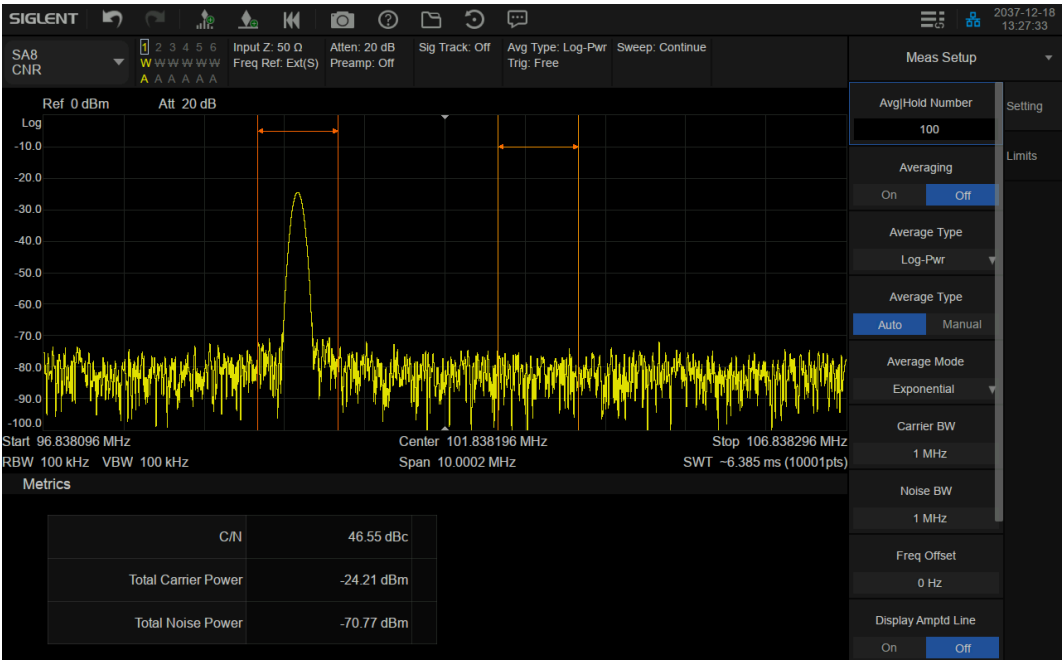 SIGLENT
2037-12-18
13:27:33
SA8
CNR
1 2 3 4 5 6
W W W W W W
A A A A A A
Input Z: 50 Ω
Freq Ref: Ext(S)
Atten: 20 dB
Preamp: Off
Sig Track: Off
Avg Type: Log-Pwr
Trig: Free
Sweep: Continue
Meas Setup
Ref 0 dBm Att 20 dB
Log
-10.0
-20.0
-30.0
-40.0
-50.0
-60.0
-70.0
-80.0
-90.0
-100.0
Start 96.838096 MHz Center 101.838196 MHz Stop 106.838296 MHz
RBW 100 kHz VBW 100 kHz Span 10.0002 MHz SWT ~6.385 ms (10001pts)
Metrics
C/N 46.55 dBc
Total Carrier Power -24.21 dBm
Total Noise Power -70.77 dBm
Avg|Hold Number
100
Averaging
On Off
Average Type
Log-Pwr
Average Type
Auto Manual
Average Mode
Exponential
Carrier BW
1 MHz
Noise BW
1 MHz
Freq Offset
0 Hz
Display Amptd Line
On Off
Setting
Limits